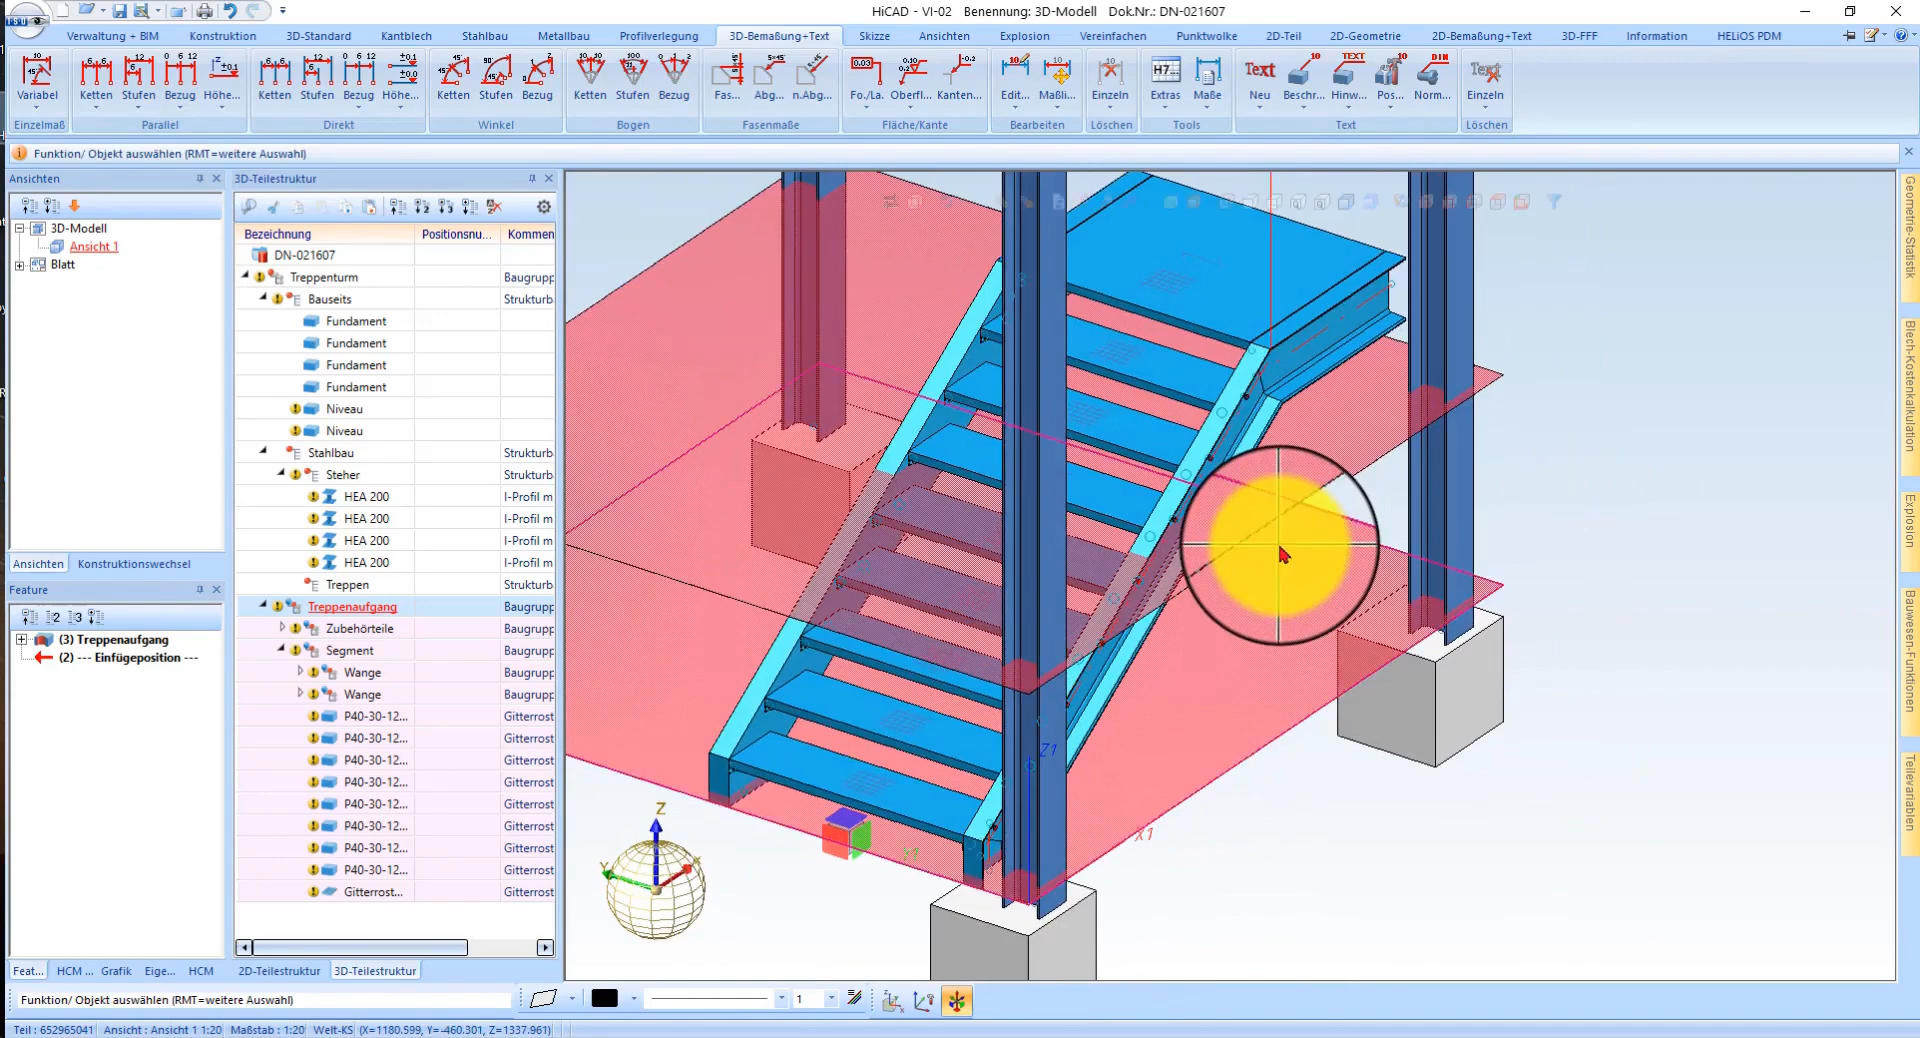 HiCAD - VI-02 Benennung: 3D-Modell Dok.Nr.: DN-021607
Verwaltung + BIM Konstruktion 3D-Standard Kantblech Stahlbau Metallbau Profilverlegung 3D-Bemaßung+Text Skizze Ansichten Explosion Vereinfachen Punktwolke 2D-Teil 2D-Geometrie 2D-Bemaßung+Text 3D-FFF Information HELiOS PDM
Variabel Ketten Stufen Bezug Höhe... Ketten Stufen Bezug Höhe... Ketten Stufen Bezug Ketten Stufen Bezug Fas... Abg... n.Abg... Fo./La. Oberfl... Kanten... Edit... Maßli... Einzeln Extras Maße Neu Beschr... Hinw... Pos... Norm... Einzeln
Einzelmaß Parallel Direkt Winkel Bogen Fasenmaße Fläche/Kante Bearbeiten Löschen Tools Text Löschen
Funktion/ Objekt auswählen (RMT=weitere Auswahl)
Ansichten
3D-Modell
Ansicht 1
Blatt
Ansichten Konstruktionswechsel
Feature
(3) Treppenaufgang
(2) --- Einfügeposition ---
Feat... HCM ... Grafik Eige... HCM
3D-Teilestruktur
Bezeichnung Positionsnu... Kommen
DN-021607
Treppenturm Baugrupp
Bauseits Strukturb
Fundament
Fundament
Fundament
Fundament
Niveau
Niveau
Stahlbau Strukturb
Steher Strukturb
HEA 200 I-Profil m
HEA 200 I-Profil m
HEA 200 I-Profil m
HEA 200 I-Profil m
Treppen Strukturb
Treppenaufgang Baugrupp
Zubehörteile Baugrupp
Segment Baugrupp
Wange Baugrupp
Wange Baugrupp
P40-30-12... Gitterrost
P40-30-12... Gitterrost
P40-30-12... Gitterrost
P40-30-12... Gitterrost
P40-30-12... Gitterrost
P40-30-12... Gitterrost
P40-30-12... Gitterrost
P40-30-12... Gitterrost
Gitterrost... Gitterrost
2D-Teilestruktur 3D-Teilestruktur
Z1
X1
Y1
Z
Geometrie-Statistik
Blech-Kostenkalkulation
Explosion
Bauwesen-Funktionen
Teilevariablen
Funktion/ Objekt auswählen (RMT=weitere Auswahl)
1
Teil : 652965041 Ansicht : Ansicht 1 1:20 Maßstab : 1:20 Welt-KS (X=1180.599, Y=-460.301, Z=1337.961)